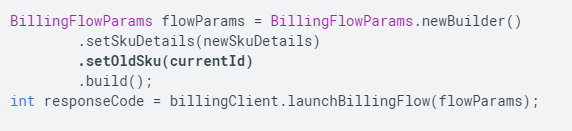 BillingFlowParams flowParams = BillingFlowParams.newBuilder()
        .setSkuDetails(newSkuDetails)
        .setOldSku(currentId)
        .build();
int responseCode = billingClient.launchBillingFlow(flowParams);